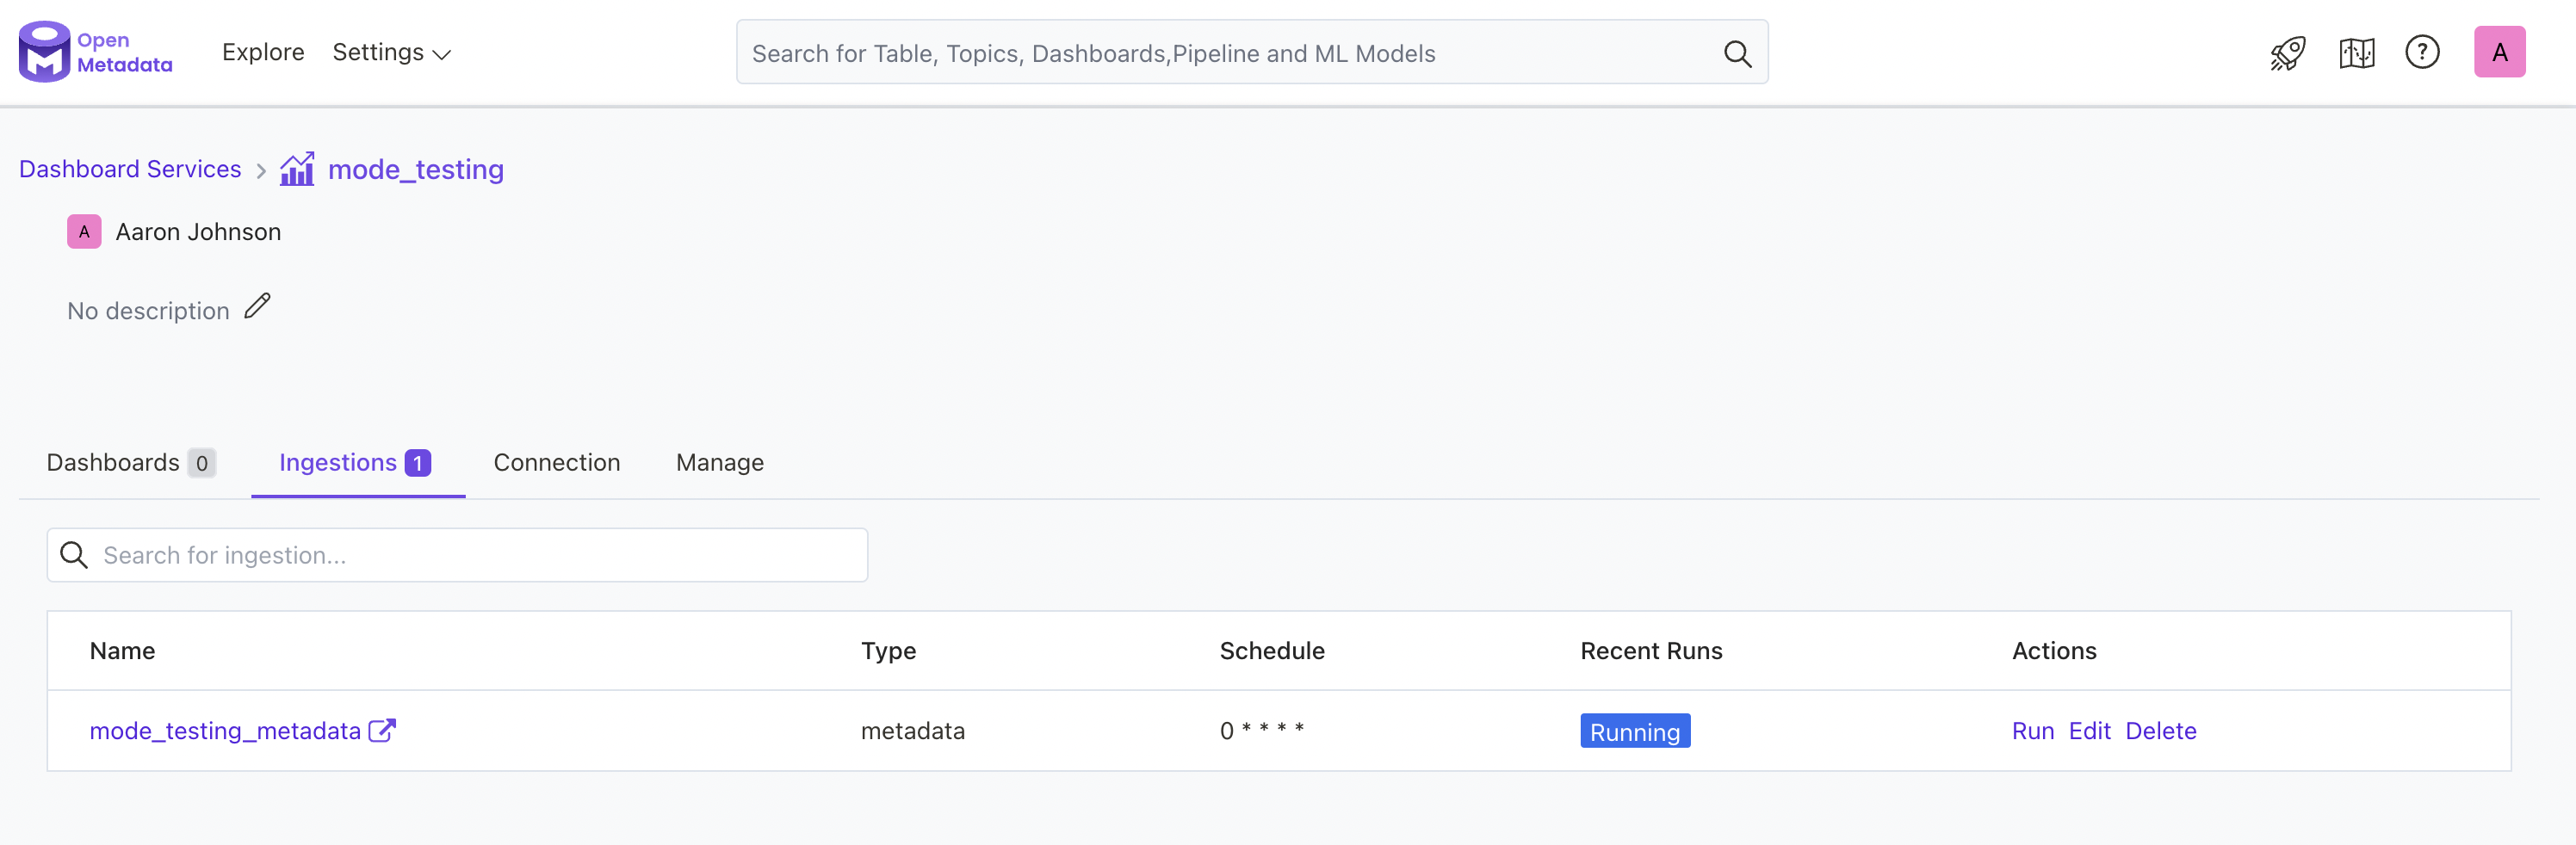 Open
Metadata
Explore Settings
Search for Table, Topics, Dashboards,Pipeline and ML Models
?
A
Dashboard Services > mode_testing
A Aaron Johnson
No description
Dashboards 0 Ingestions 1 Connection Manage
Search for ingestion...
Name Type Schedule Recent Runs Actions
mode_testing_metadata metadata 0 * * * * Running Run Edit Delete